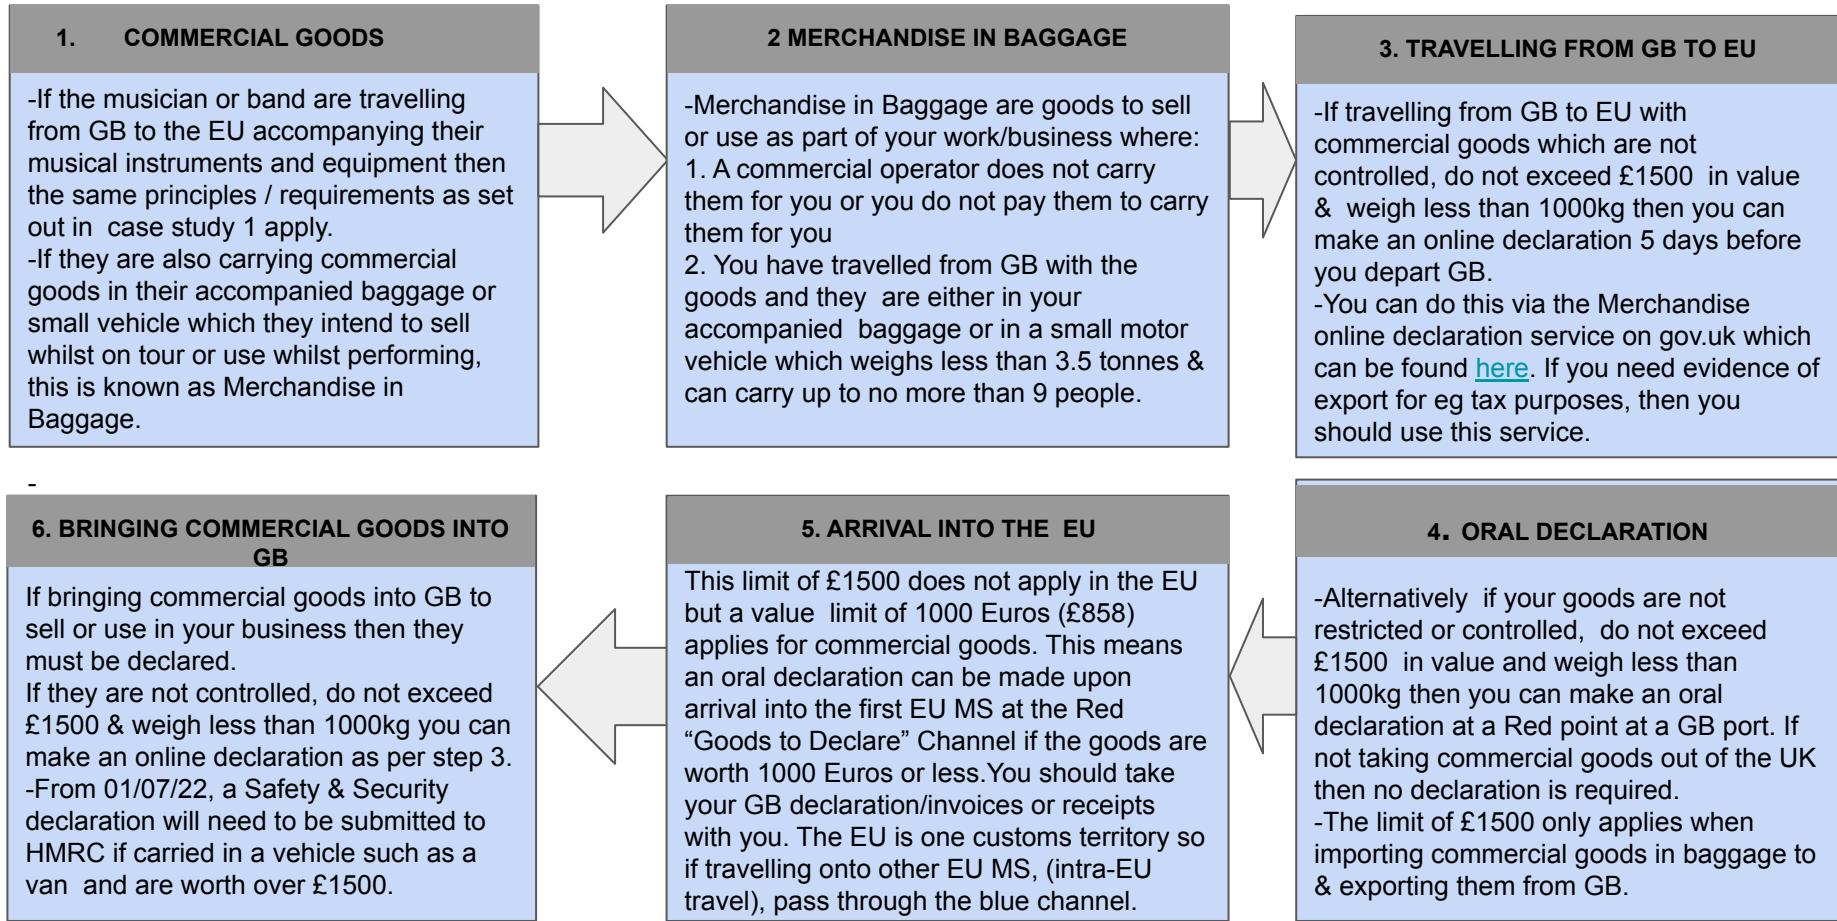 1. COMMERCIAL GOODS
-If the musician or band are travelling
from GB to the EU accompanying their
musical instruments and equipment then
the same principles / requirements as set
out in case study 1 apply.
-If they are also carrying commercial
goods in their accompanied baggage or
small vehicle which they intend to sell
whilst on tour or use whilst performing,
this is known as Merchandise in
Baggage.
2 MERCHANDISE IN BAGGAGE
-Merchandise in Baggage are goods to sell
or use as part of your work/business where:
1. A commercial operator does not carry
them for you or you do not pay them to carry
them for you
2. You have travelled from GB with the
goods and they are either in your
accompanied baggage or in a small motor
vehicle which weighs less than 3.5 tonnes &
can carry up to no more than 9 people.
3. TRAVELLING FROM GB TO EU
-If travelling from GB to EU with
commercial goods which are not
controlled, do not exceed £1500 in value
& weigh less than 1000kg then you can
make an online declaration 5 days before
you depart GB.
-You can do this via the Merchandise
online declaration service on gov.uk which
can be found here. If you need evidence of
export for eg tax purposes, then you
should use this service.
4. ORAL DECLARATION
-Alternatively if your goods are not
restricted or controlled, do not exceed
£1500 in value and weigh less than
1000kg then you can make an oral
declaration at a Red point at a GB port. If
not taking commercial goods out of the UK
then no declaration is required.
-The limit of £1500 only applies when
importing commercial goods in baggage to
& exporting them from GB.
5. ARRIVAL INTO THE EU
This limit of £1500 does not apply in the EU
but a value limit of 1000 Euros (£858)
applies for commercial goods. This means
an oral declaration can be made upon
arrival into the first EU MS at the Red
“Goods to Declare” Channel if the goods are
worth 1000 Euros or less.You should take
your GB declaration/invoices or receipts
with you. The EU is one customs territory so
if travelling onto other EU MS, (intra-EU
travel), pass through the blue channel.
-
6. BRINGING COMMERCIAL GOODS INTO
GB
If bringing commercial goods into GB to
sell or use in your business then they
must be declared.
If they are not controlled, do not exceed
£1500 & weigh less than 1000kg you can
make an online declaration as per step 3.
-From 01/07/22, a Safety & Security
declaration will need to be submitted to
HMRC if carried in a vehicle such as a
van and are worth over £1500.